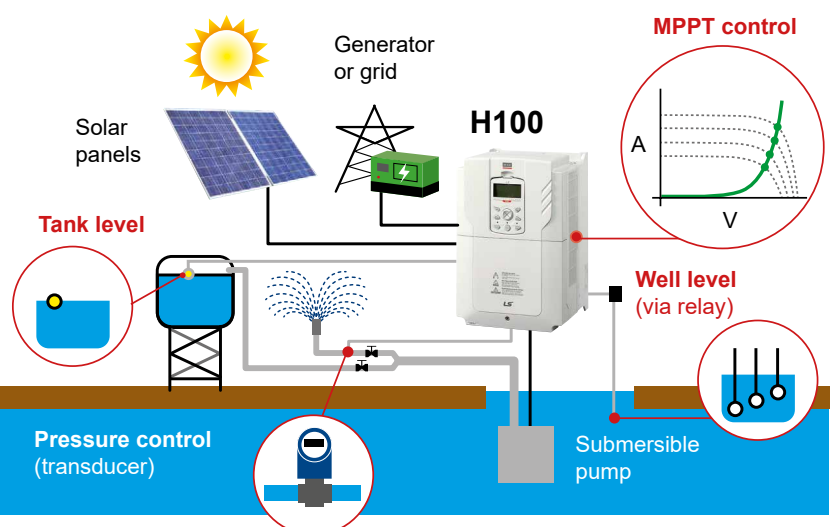 MPPT control
Generator
or grid
H100
Solar
panels
A
V
Tank level
Well level
(via relay)
LS
Pressure control
(transducer)
Submersible
pump